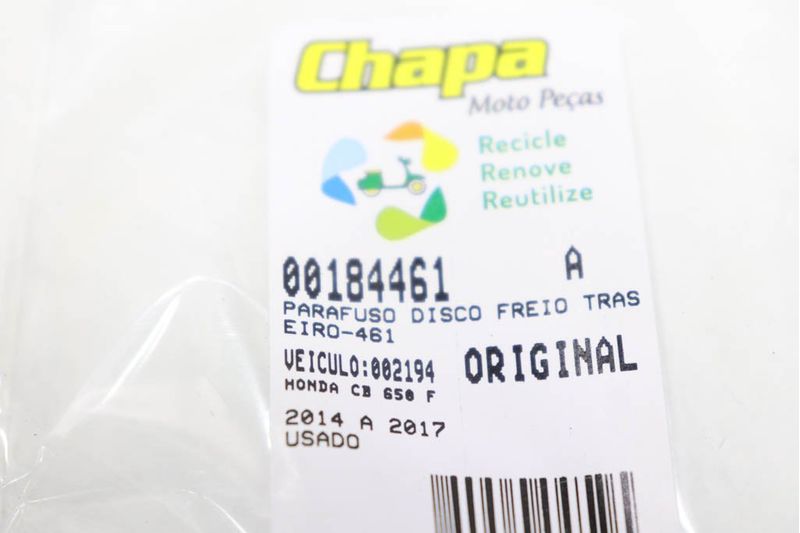 Chapa
Moto Peças
Recicle
Renove
Reutilize
00184461 A
PARAFUSO DISCO FREIO TRAS
EIRO-461
VEICULO:002194 ORIGINAL
HONDA CB 650 F
2014 A 2017
USADO